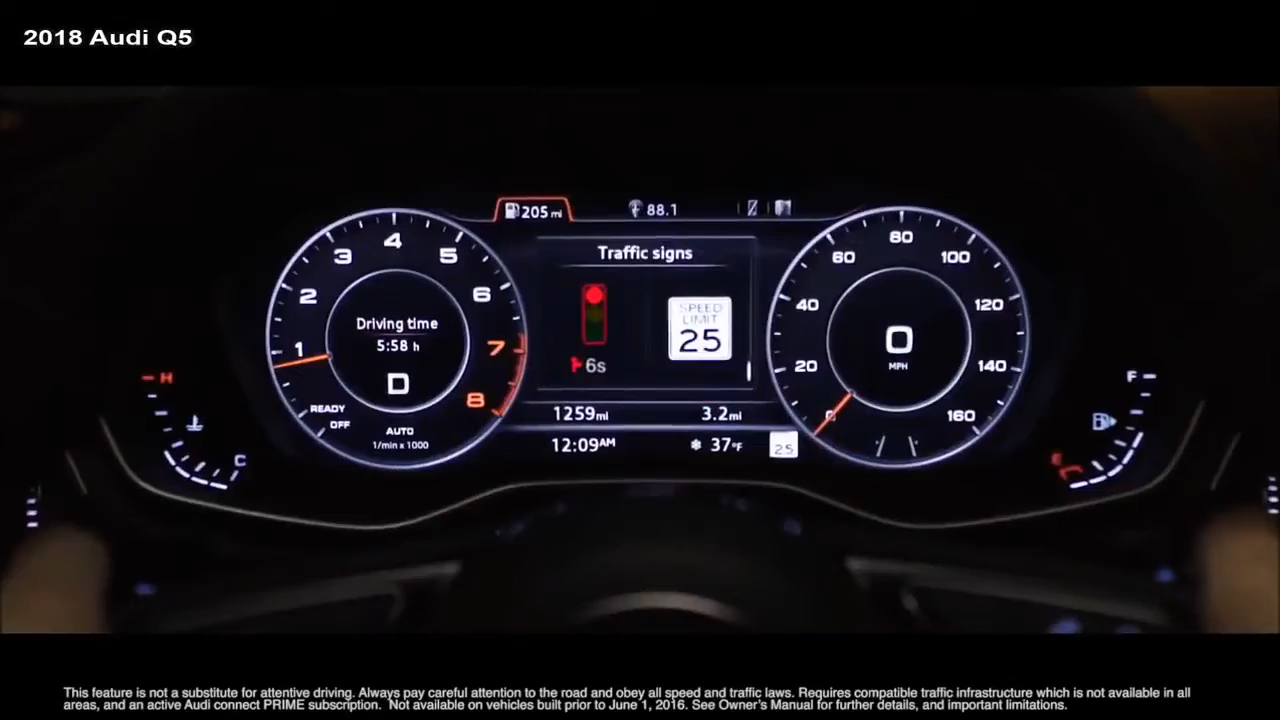 2018 Audi Q5
205 mi
88.1
Traffic signs
SPEED
LIMIT
25
6s
1259mi
3.2mi
12:09AM
37°F
25
1
2
3
4
5
6
7
8
Driving time
5:58 h
D
READY
OFF
AUTO
1/min x 1000
0
20
40
60
80
100
120
140
160
0
MPH
H
C
F
E
This feature is not a substitute for attentive driving. Always pay careful attention to the road and obey all speed and traffic laws. Requires compatible traffic infrastructure which is not available in all
areas, and an active Audi connect PRIME subscription. Not available on vehicles built prior to June 1, 2016. See Owner's Manual for further details, and important limitations.